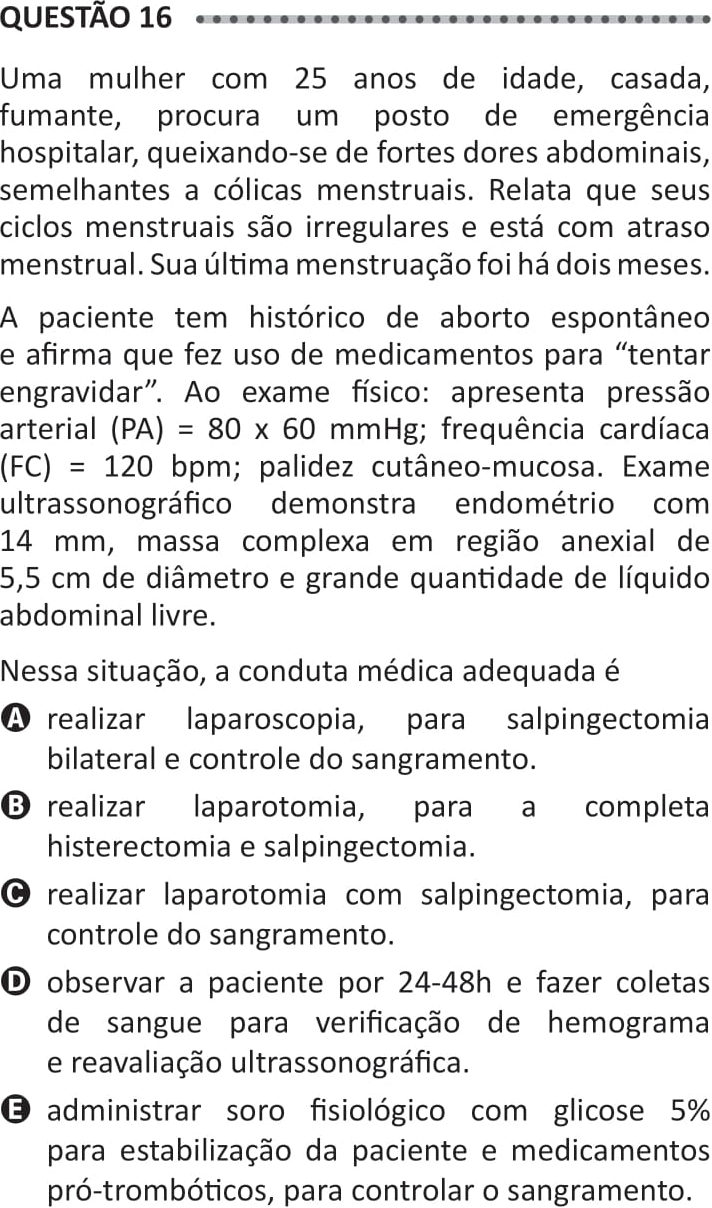 QUESTÃO 16
Uma mulher com 25 anos de idade, casada,
fumante, procura um posto de emergência
hospitalar, queixando-se de fortes dores abdominais,
semelhantes a cólicas menstruais. Relata que seus
ciclos menstruais são irregulares e está com atraso
menstrual. Sua última menstruação foi há dois meses.
A paciente tem histórico de aborto espontâneo
e afirma que fez uso de medicamentos para “tentar
engravidar”. Ao exame físico: apresenta pressão
arterial (PA) = 80 x 60 mmHg; frequência cardíaca
(FC) = 120 bpm; palidez cutâneo-mucosa. Exame
ultrassonográfico demonstra endométrio com
14 mm, massa complexa em região anexial de
5,5 cm de diâmetro e grande quantidade de líquido
abdominal livre.
Nessa situação, a conduta médica adequada é
A realizar laparoscopia, para salpingectomia
bilateral e controle do sangramento.
B realizar laparotomia, para a completa
histerectomia e salpingectomia.
C realizar laparotomia com salpingectomia, para
controle do sangramento.
D observar a paciente por 24-48h e fazer coletas
de sangue para verificação de hemograma
e reavaliação ultrassonográfica.
E administrar soro fisiológico com glicose 5%
para estabilização da paciente e medicamentos
pró-trombóticos, para controlar o sangramento.